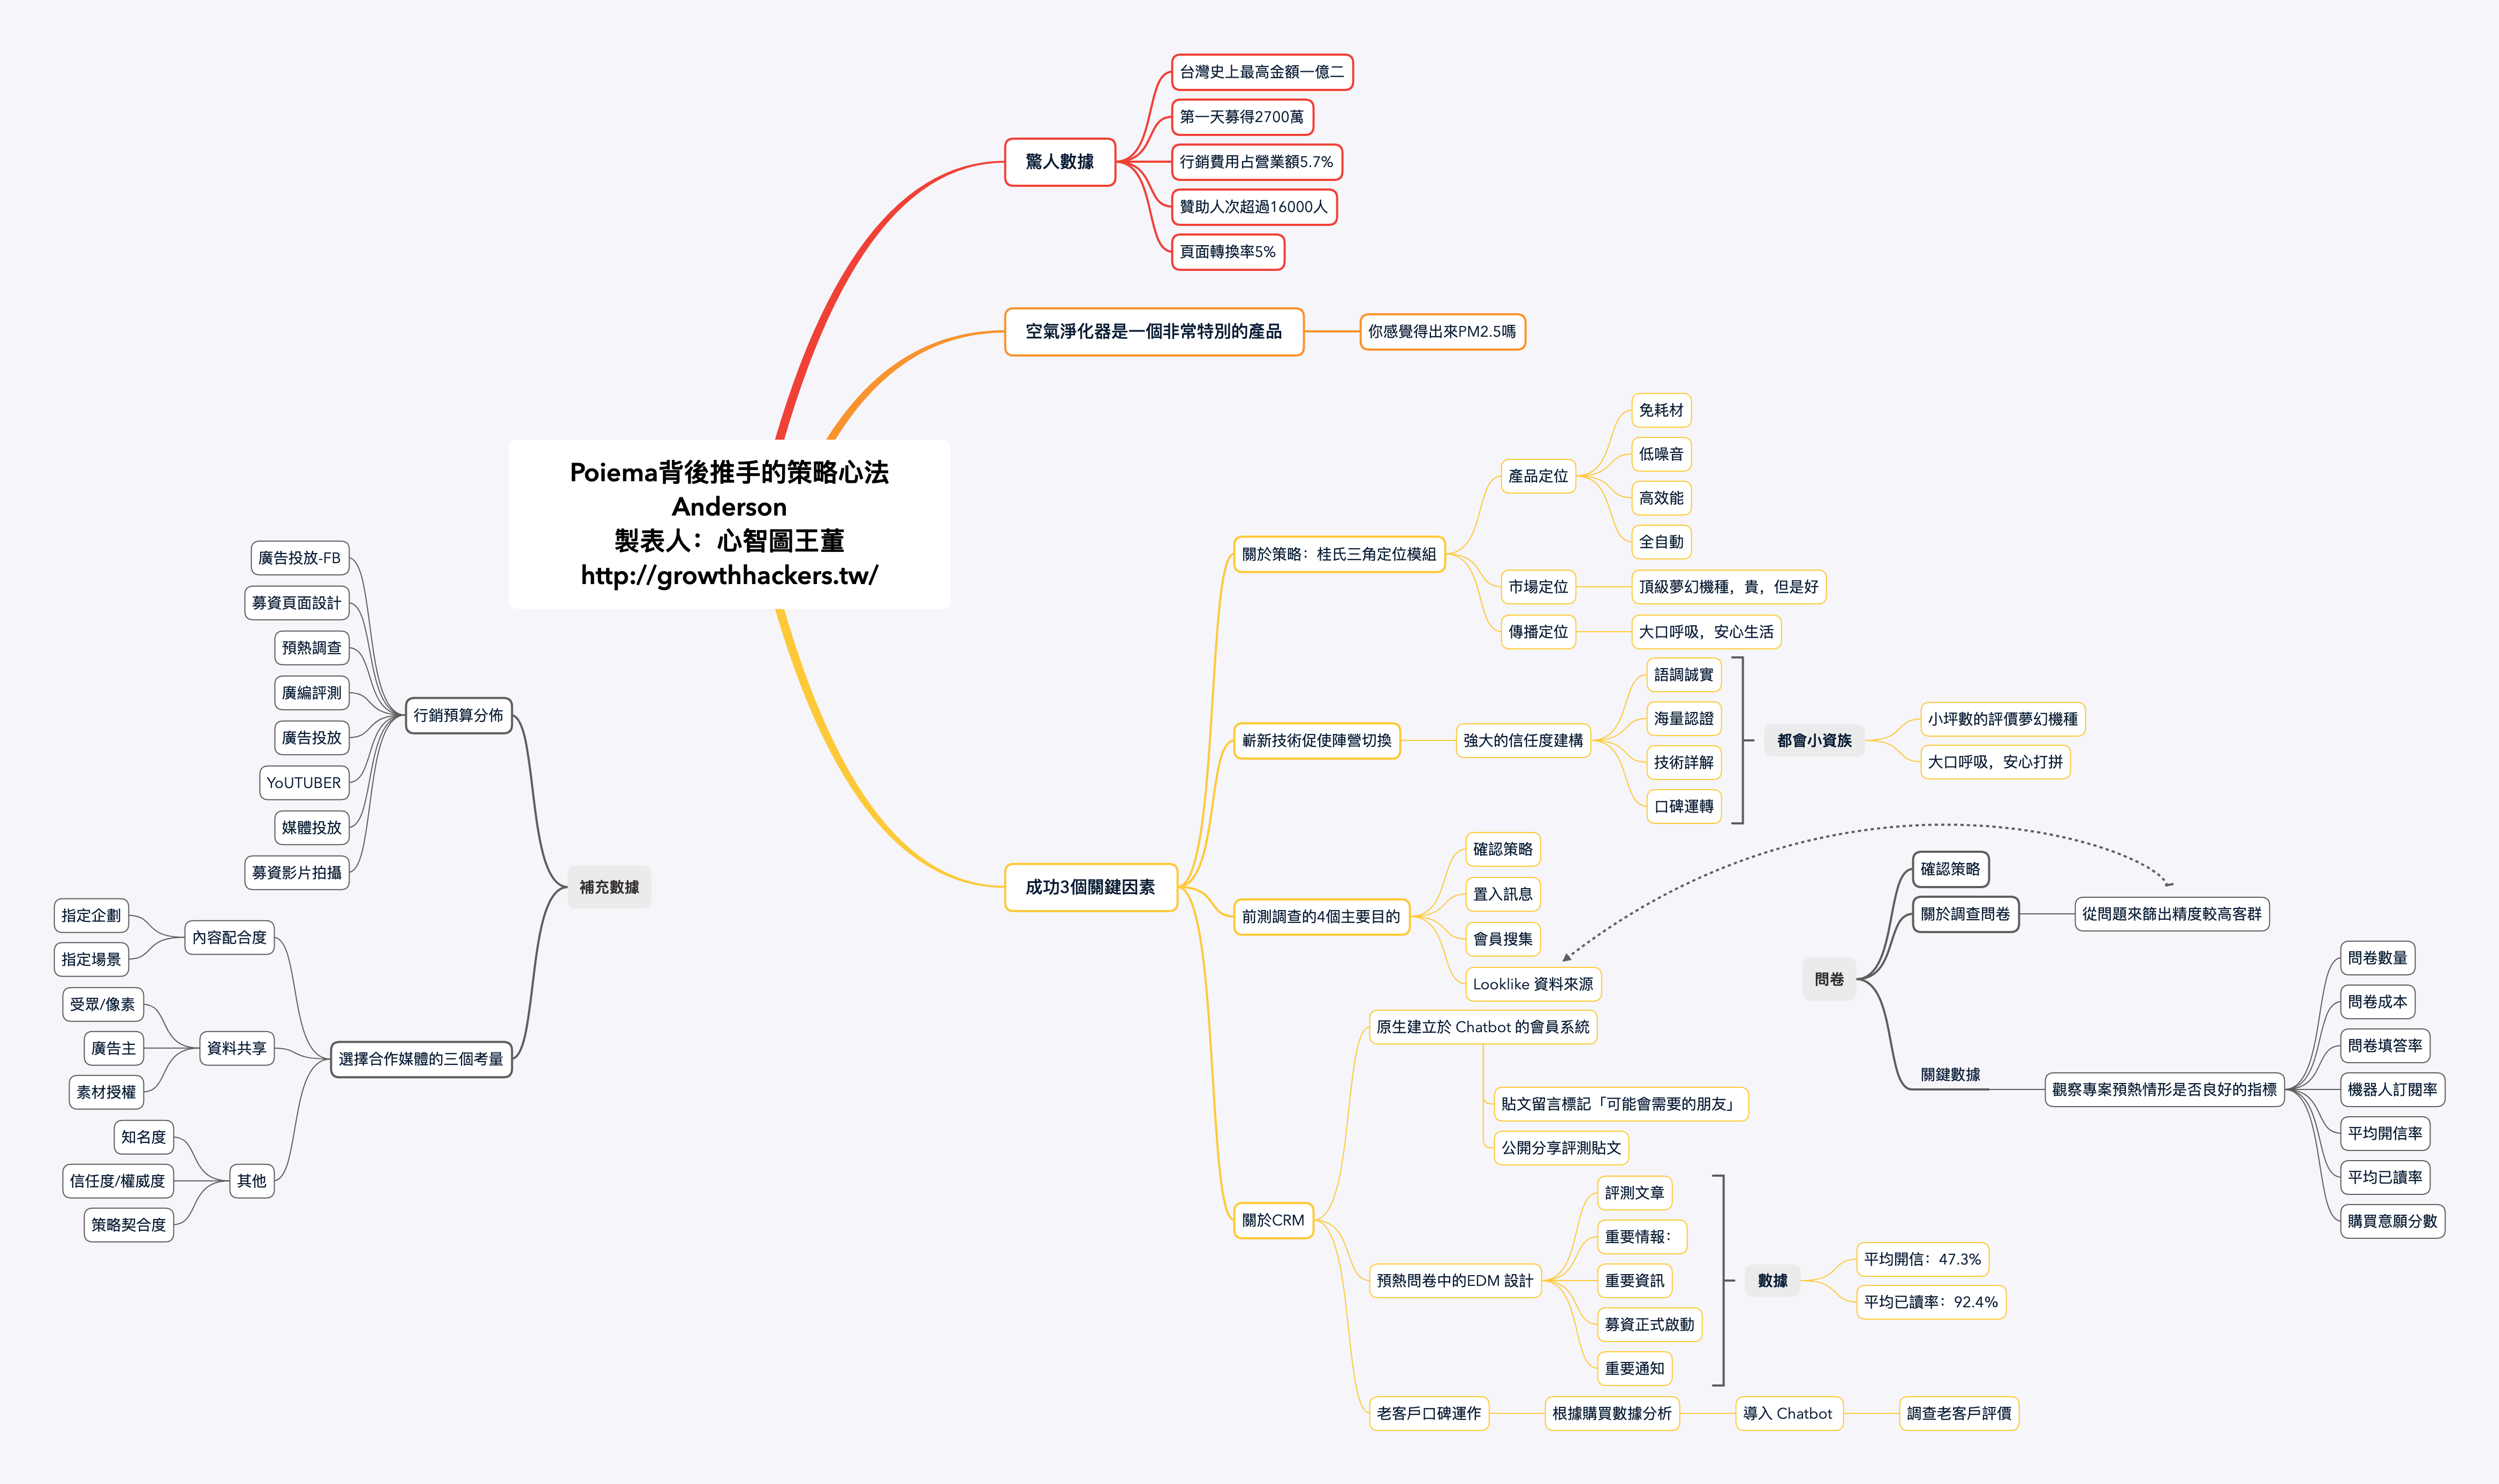 Poiema背後推手的策略心法
Anderson
製表人：心智圖王董
http://growthhackers.tw/
驚人數據
台灣史上最高金額一億二
第一天募得2700萬
行銷費用占營業額5.7%
贊助人次超過16000人
頁面轉換率5%
空氣淨化器是一個非常特別的產品
你感覺得出來PM2.5嗎
成功3個關鍵因素
關於策略：桂氏三角定位模組
產品定位
免耗材
低噪音
高效能
全自動
市場定位
頂級夢幻機種，貴，但是好
傳播定位
大口呼吸，安心生活
嶄新技術促使陣營切換
強大的信任度建構
語調誠實
海量認證
技術詳解
口碑運轉
都會小資族
小坪數的評價夢幻機種
大口呼吸，安心打拼
前測調查的4個主要目的
確認策略
置入訊息
會員搜集
Looklike 資料來源
關於CRM
原生建立於 Chatbot 的會員系統
貼文留言標記「可能會需要的朋友」
公開分享評測貼文
預熱問卷中的EDM 設計
評測文章
重要情報：
重要資訊
募資正式啟動
重要通知
數據
平均開信：47.3%
平均已讀率：92.4%
老客戶口碑運作
根據購買數據分析
導入 Chatbot
調查老客戶評價
問卷
確認策略
關於調查問卷
從問題來篩出精度較高客群
關鍵數據
觀察專案預熱情形是否良好的指標
問卷數量
問卷成本
問卷填答率
機器人訂閱率
平均開信率
平均已讀率
購買意願分數
補充數據
行銷預算分佈
廣告投放-FB
募資頁面設計
預熱調查
廣編評測
廣告投放
YoUTUBER
媒體投放
募資影片拍攝
選擇合作媒體的三個考量
內容配合度
指定企劃
指定場景
資料共享
受眾/像素
廣告主
素材授權
其他
知名度
信任度/權威度
策略契合度